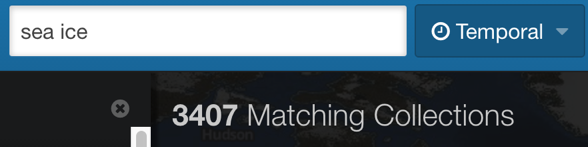 sea ice
Temporal
3407 Matching Collections
Hudson